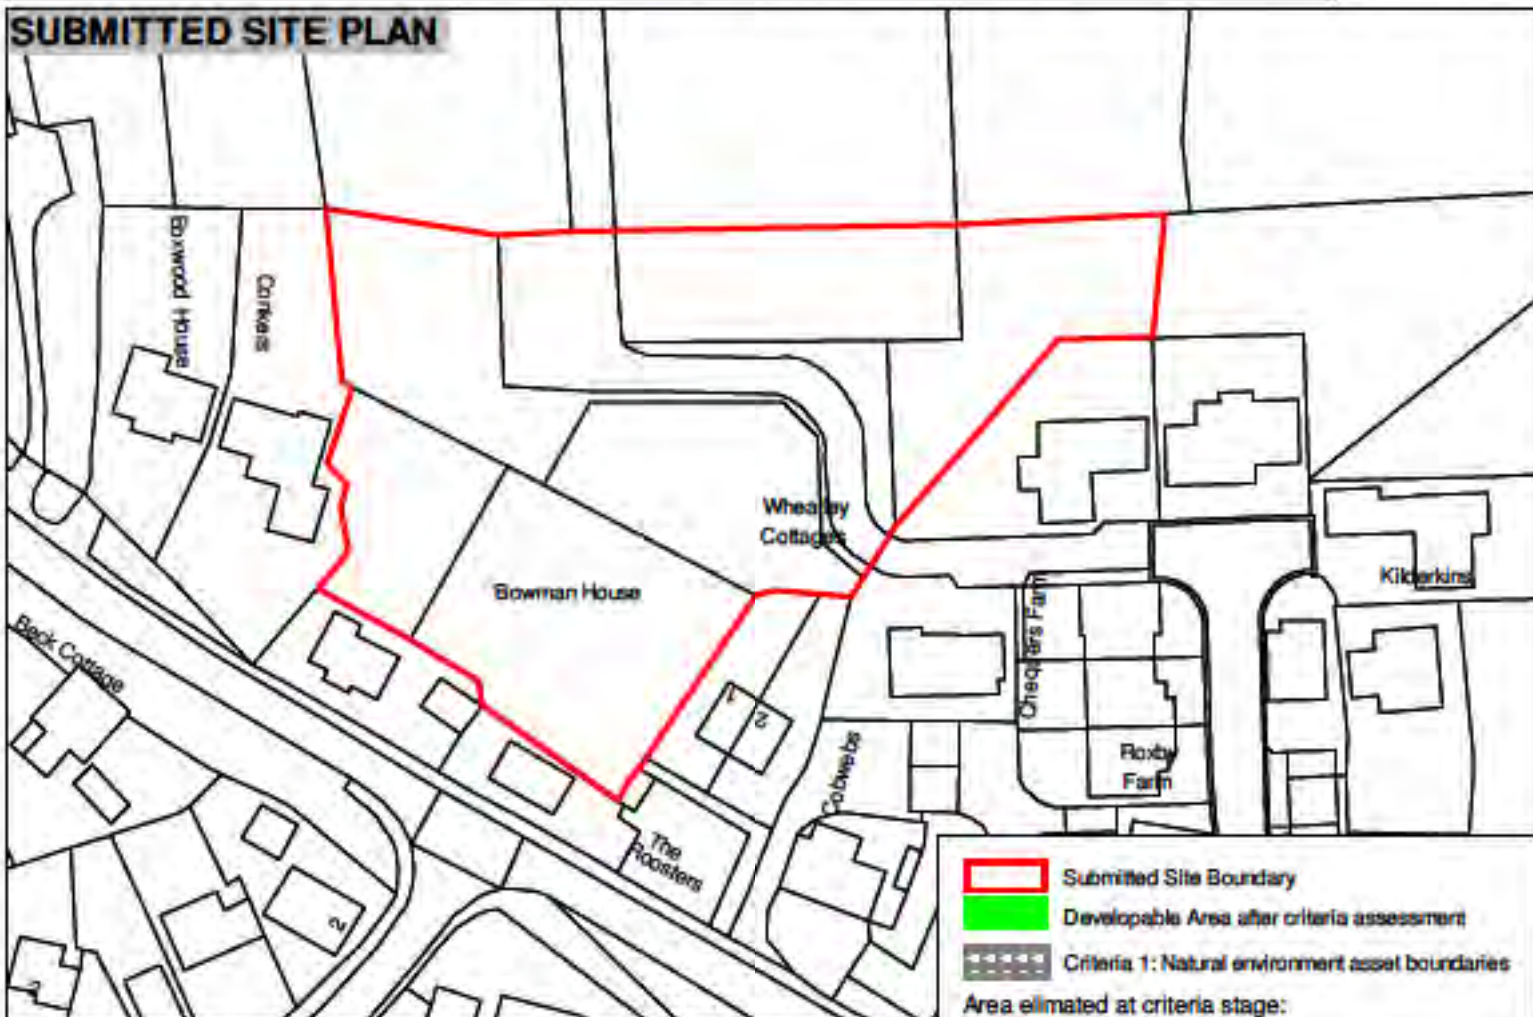 SUBMITTED SITE PLAN
Boxwood House
Conkers
Wheatley
Cottages
Bowman House
Kilderkins
Beck Cottage
Chequers Farm
1
2
Cobwebs
Roxby
Farm
The
Roosters
2
2
Submitted Site Boundary
Developable Area after criteria assessment
Criteria 1: Natural environment asset boundaries
Area elimated at criteria stage: